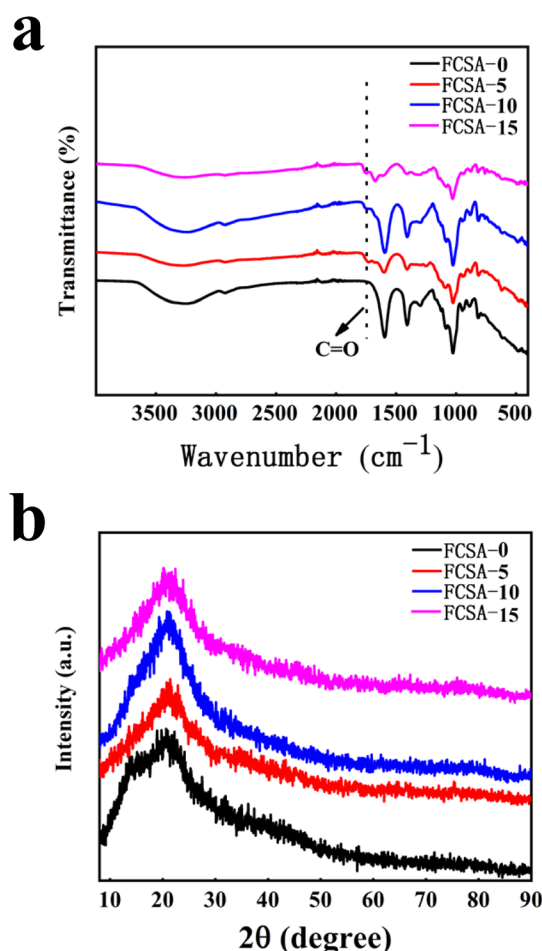 a
FCSA-0
FCSA-5
FCSA-10
FCSA-15
Transmittance (%)
C=O
3500 3000 2500 2000 1500 1000 500
Wavenumber (cm⁻¹)
b
FCSA-0
FCSA-5
FCSA-10
FCSA-15
Intensity (a.u.)
10 20 30 40 50 60 70 80 90
2θ (degree)